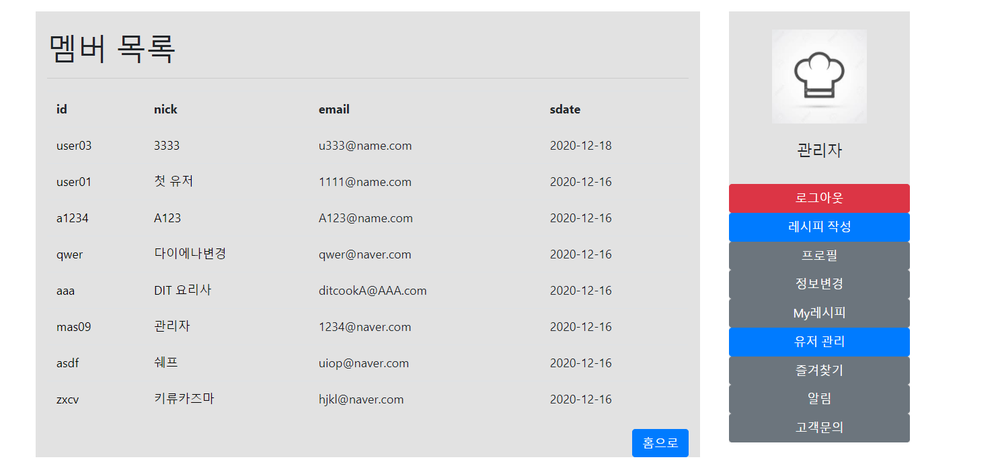 멤버 목록
id nick email sdate
user03 3333 u333@name.com 2020-12-18
user01 첫 유저 1111@name.com 2020-12-16
a1234 A123 A123@name.com 2020-12-16
qwer 다이에나변경 qwer@naver.com 2020-12-16
aaa DIT 요리사 ditcookA@AAA.com 2020-12-16
mas09 관리자 1234@naver.com 2020-12-16
asdf 쉐프 uiop@naver.com 2020-12-16
zxcv 키류카즈마 hjkl@naver.com 2020-12-16
홈으로
관리자
로그아웃
레시피 작성
프로필
정보변경
My레시피
유저 관리
즐겨찾기
알림
고객문의